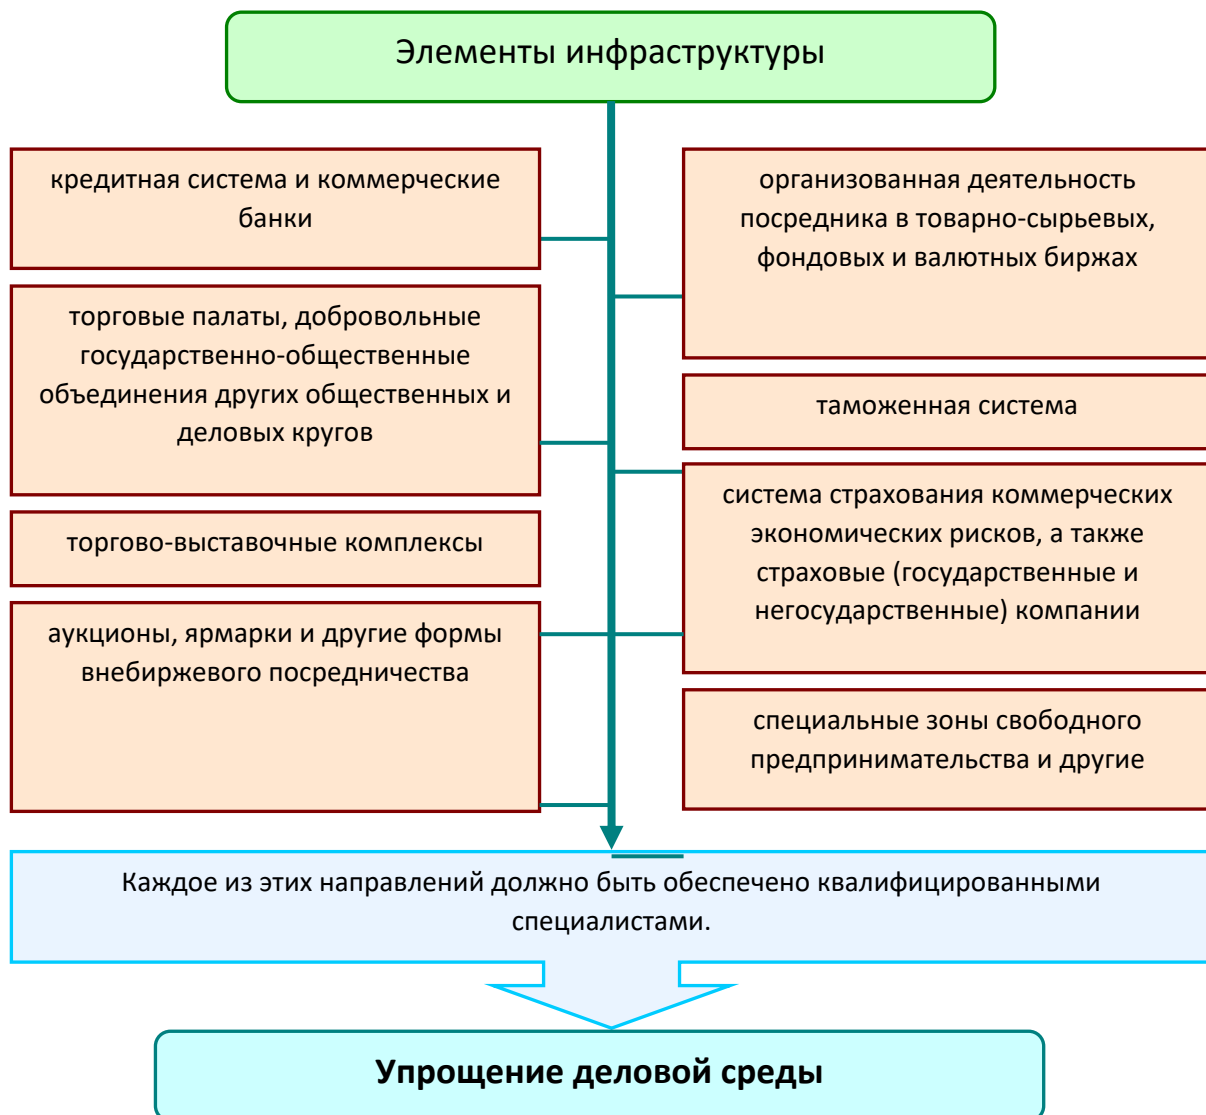 Элементы инфраструктуры
кредитная система и коммерческие
банки
торговые палаты, добровольные
государственно-общественные
объединения других общественных и
деловых кругов
торгово-выставочные комплексы
аукционы, ярмарки и другие формы
внебиржевого посредничества
организованная деятельность
посредника в товарно-сырьевых,
фондовых и валютных биржах
таможенная система
система страхования коммерческих
экономических рисков, а также
страховые (государственные и
негосударственные) компании
специальные зоны свободного
предпринимательства и другие
Каждое из этих направлений должно быть обеспечено квалифицированными
специалистами.
Упрощение деловой среды